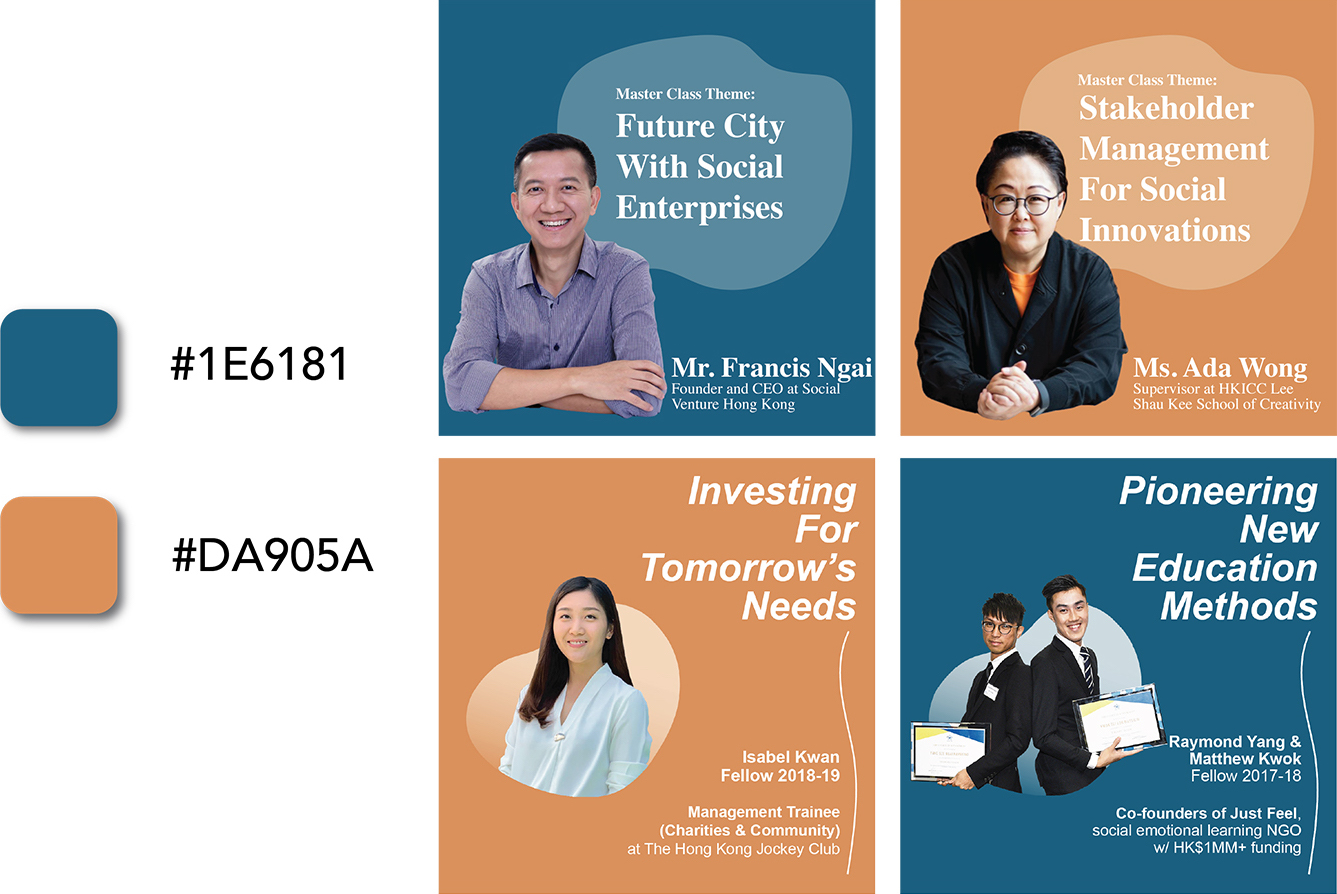 #1E6181
#DA905A
Master Class Theme:
Future City
With Social
Enterprises
Mr. Francis Ngai
Founder and CEO at Social
Venture Hong Kong
Master Class Theme:
Stakeholder
Management
For Social
Innovations
Ms. Ada Wong
Supervisor at HKICC Lee
Shau Kee School of Creativity
Investing
For
Tomorrow’s
Needs
Isabel Kwan
Fellow 2018-19
Management Trainee
(Charities & Community)
at The Hong Kong Jockey Club
Pioneering
New
Education
Methods
Raymond Yang &
Matthew Kwok
Fellow 2017-18
Co-founders of Just Feel,
social emotional learning NGO
w/ HK$1MM+ funding